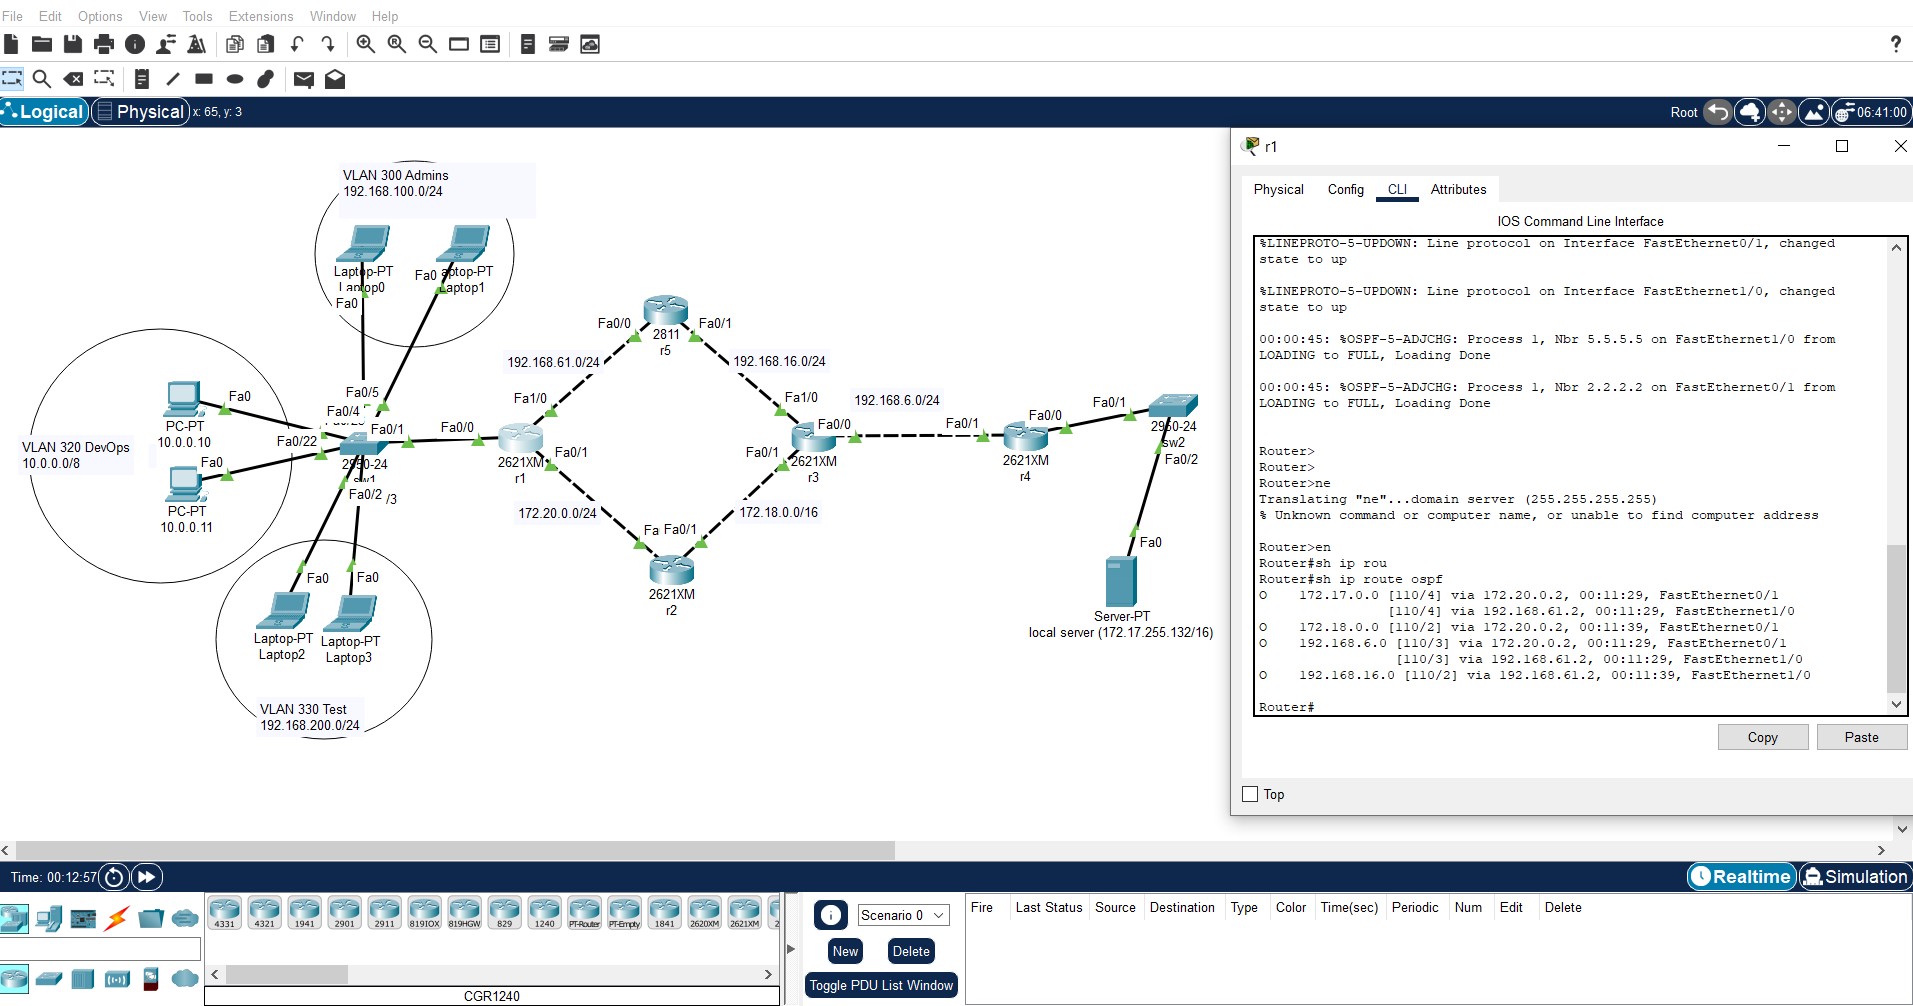 File Edit Options View Tools Extensions Window Help
?
Logical Physical x: 65, y: 3
Root 06:41:00
VLAN 300 Admins
192.168.100.0/24
Laptop-PT
Laptop0
Fa0
Fa0
aptop-PT
Laptop1
VLAN 320 DevOps
10.0.0.0/8
PC-PT
10.0.0.10
Fa0
PC-PT
10.0.0.11
Fa0
Fa0/5
Fa0/4
Fa0/1
Fa0/22
2950-24
sw1
Fa0/2 /3
Fa0
Fa0
Laptop-PT
Laptop2
Laptop-PT
Laptop3
VLAN 330 Test
192.168.200.0/24
Fa0/0
2621XM
r1
Fa1/0
Fa0/1
192.168.61.0/24
172.20.0.0/24
Fa0/0
Fa0/1
2811
r5
192.168.16.0/24
172.18.0.0/16
Fa Fa0/1
2621XM
r2
Fa1/0
Fa0/0
Fa0/1
2621XM
r3
192.168.6.0/24
Fa0/1
Fa0/0
2621XM
r4
Fa0/1
2950-24
sw2
Fa0/2
Fa0
Server-PT
local server (172.17.255.132/16)
r1
Physical Config CLI Attributes
IOS Command Line Interface
%LINEPROTO-5-UPDOWN: Line protocol on Interface FastEthernet0/1, changed
state to up
%LINEPROTO-5-UPDOWN: Line protocol on Interface FastEthernet1/0, changed
state to up
00:00:45: %OSPF-5-ADJCHG: Process 1, Nbr 5.5.5.5 on FastEthernet1/0 from
LOADING to FULL, Loading Done
00:00:45: %OSPF-5-ADJCHG: Process 1, Nbr 2.2.2.2 on FastEthernet0/1 from
LOADING to FULL, Loading Done
Router>
Router>
Router>ne
Translating "ne"...domain server (255.255.255.255)
% Unknown command or computer name, or unable to find computer address
Router>en
Router#sh ip rou
Router#sh ip route ospf
O 172.17.0.0 [110/4] via 172.20.0.2, 00:11:29, FastEthernet0/1
[110/4] via 192.168.61.2, 00:11:29, FastEthernet1/0
O 172.18.0.0 [110/2] via 172.20.0.2, 00:11:39, FastEthernet0/1
O 192.168.6.0 [110/3] via 172.20.0.2, 00:11:29, FastEthernet0/1
[110/3] via 192.168.61.2, 00:11:29, FastEthernet1/0
O 192.168.16.0 [110/2] via 192.168.61.2, 00:11:39, FastEthernet1/0
Router#
Copy Paste
Top
Time: 00:12:57
Realtime Simulation
4331 4321 1941 2901 2911 819IOX 819HGW 829 1240 PT-Router PT-Empty 1841 2620XM 2621XM 2
CGR1240
Scenario 0
New Delete
Toggle PDU List Window
Fire Last Status Source Destination Type Color Time(sec) Periodic Num Edit Delete